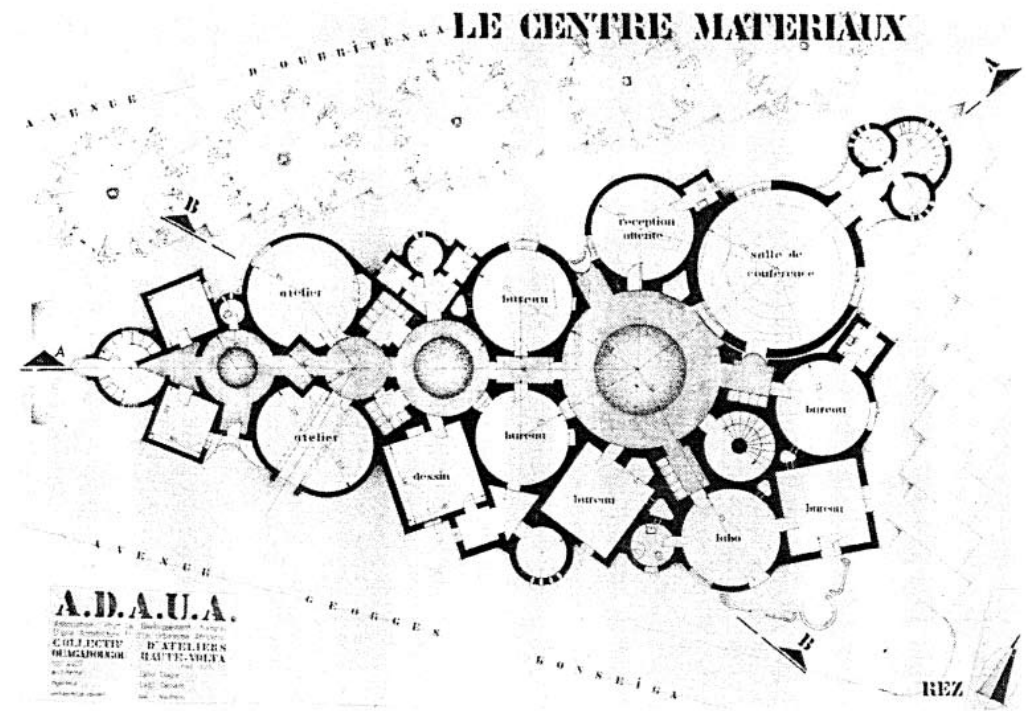 LE CENTRE MATERIAUX
AVENUE D'OUBRITENGA
B
reception
attente
salle de
conférence
atelier
bureau
A
bureau
atelier
bureau
dessin
bureau
bureau
labo
AVENUE GEORGES KONSEIGA
A.D.A.U.A.
COLLECTIF D'ATELIERS
OUAGADOUGOU HAUTE-VOLTA
B
REZ